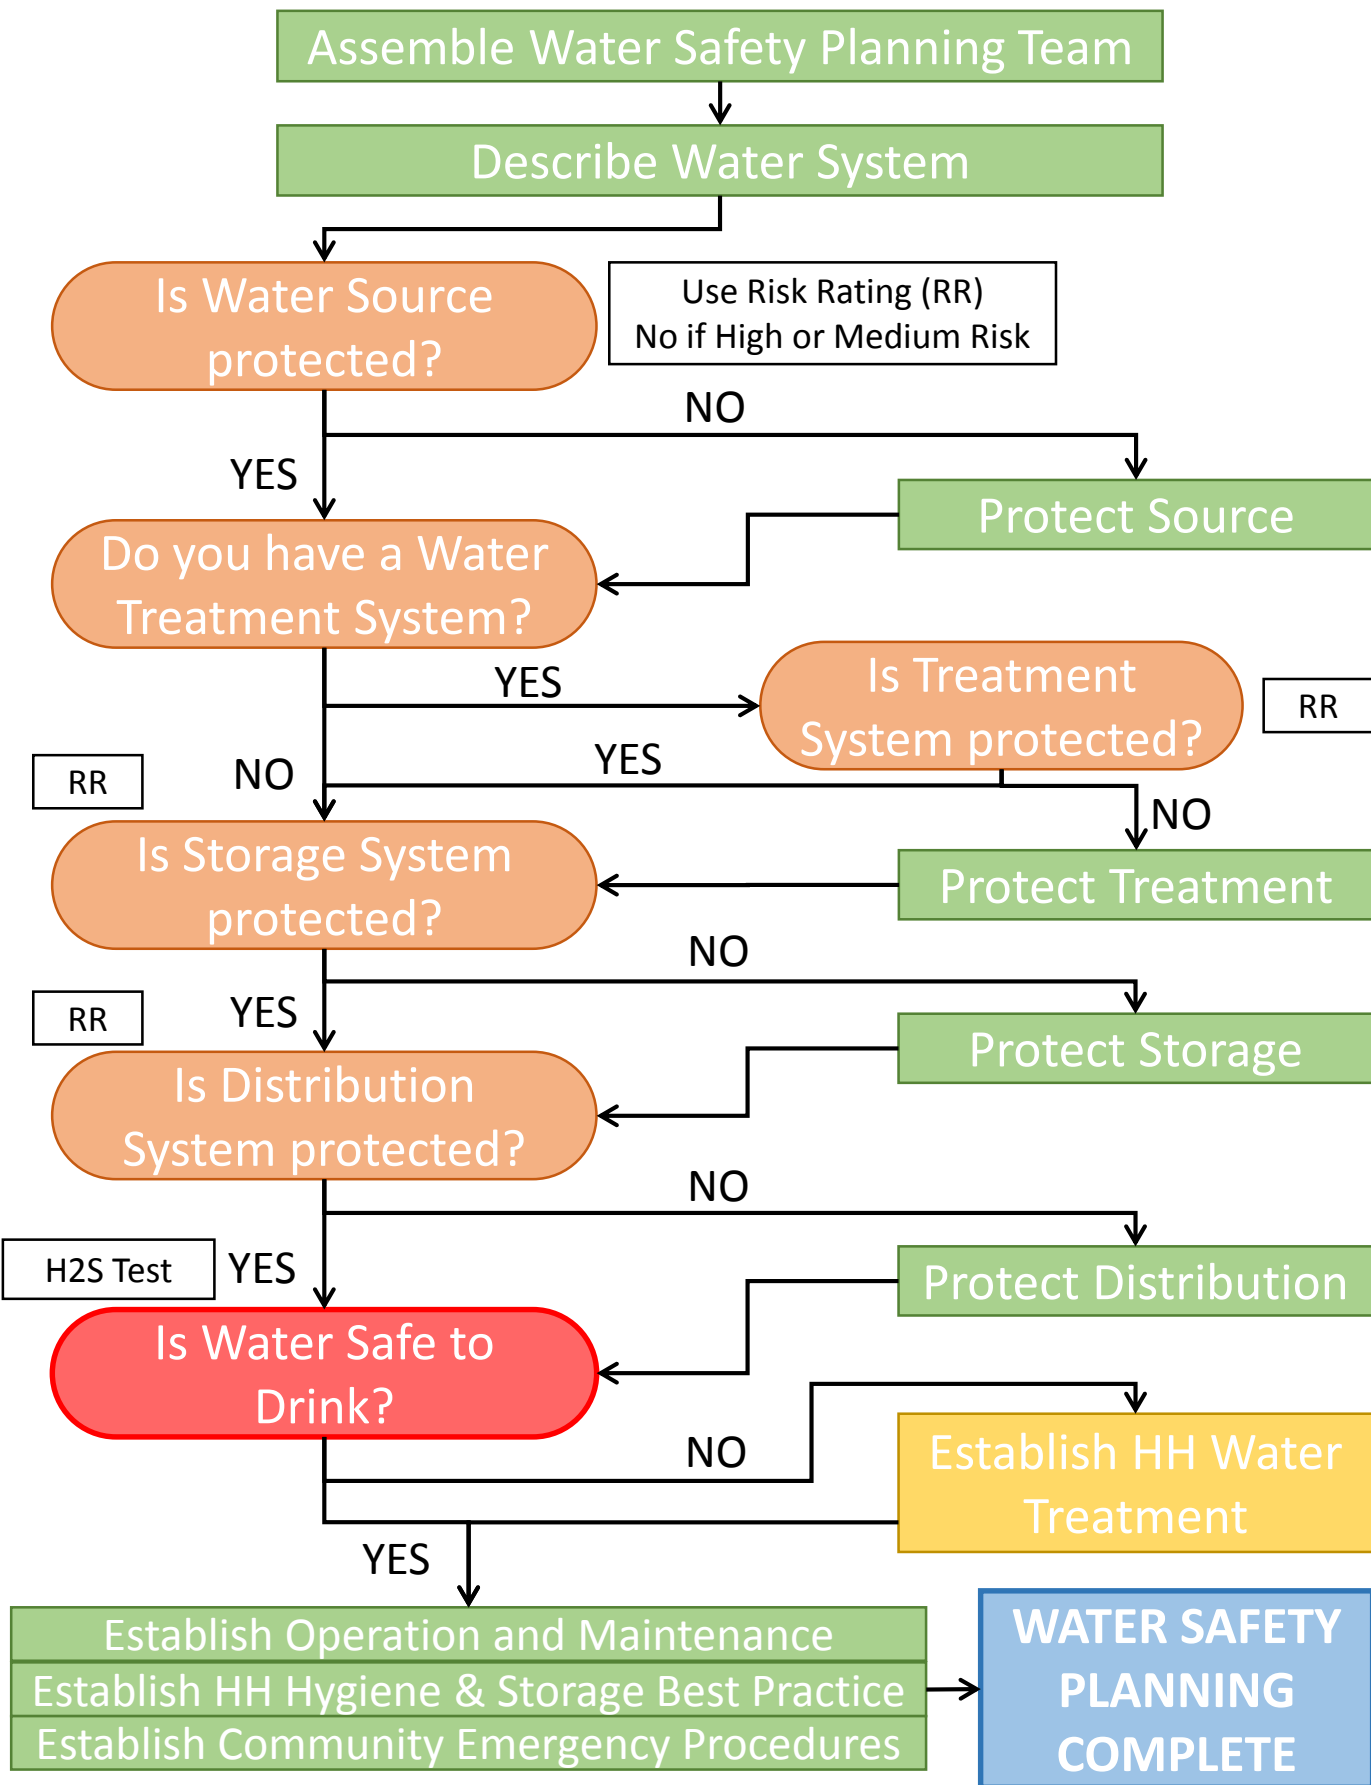 Assemble Water Safety Planning Team
Describe Water System
Is Water Source
protected?
Use Risk Rating (RR)
No if High or Medium Risk
NO
YES
Protect Source
Do you have a Water
Treatment System?
YES
Is Treatment
System protected?
RR
YES
RR
NO
NO
Is Storage System
protected?
Protect Treatment
NO
RR
YES
Protect Storage
Is Distribution
System protected?
NO
H2S Test
YES
Protect Distribution
Is Water Safe to
Drink?
NO
Establish HH Water
Treatment
YES
Establish Operation and Maintenance
Establish HH Hygiene & Storage Best Practice
Establish Community Emergency Procedures
WATER SAFETY
PLANNING
COMPLETE